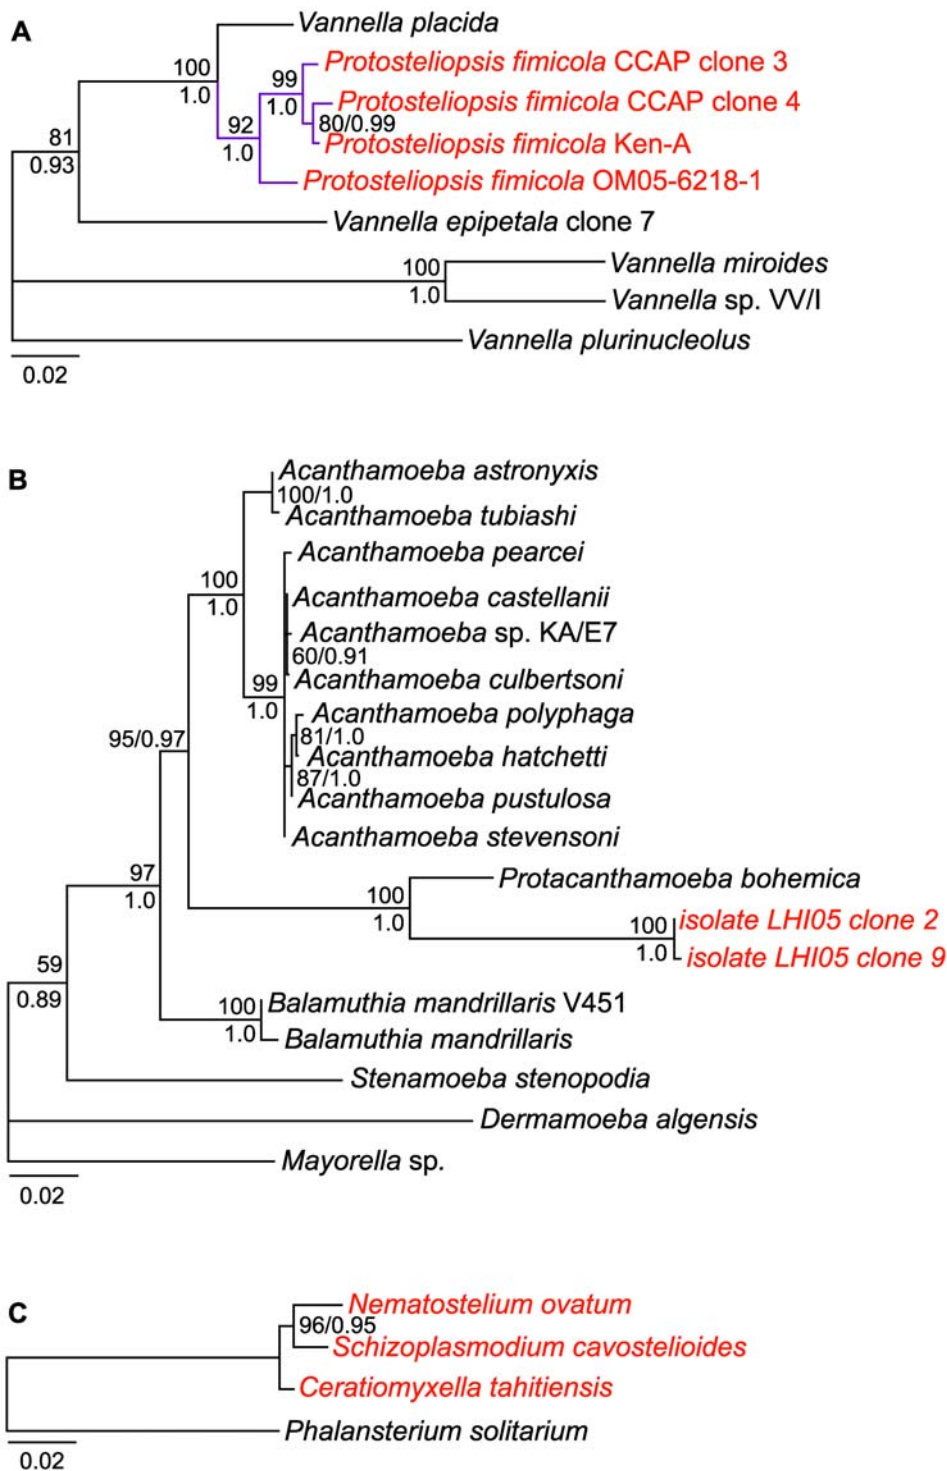 A
Vannella placida
Protosteliopsis fimicola CCAP clone 3
100
99
1.0
Protosteliopsis fimicola CCAP clone 4
1.0
92
80/0.99
81
Protosteliopsis fimicola Ken-A
1.0
0.93
Protosteliopsis fimicola OM05-6218-1
Vannella epipetala clone 7
Vannella miroides
100
1.0
Vannella sp. VV/I
Vannella plurinucleolus
0.02
B
Acanthamoeba astronyxis
100/1.0
Acanthamoeba tubiashi
Acanthamoeba pearcei
100
Acanthamoeba castellanii
1.0
Acanthamoeba sp. KA/E7
60/0.91
Acanthamoeba culbertsoni
99
1.0
Acanthamoeba polyphaga
95/0.97
81/1.0
Acanthamoeba hatchetti
87/1.0
Acanthamoeba pustulosa
Acanthamoeba stevensoni
97
Protacanthamoeba bohemica
1.0
100
1.0
isolate LHI05 clone 2
100
1.0
isolate LHI05 clone 9
59
0.89
Balamuthia mandrillaris V451
100
1.0
Balamuthia mandrillaris
Stenamoeba stenopodia
Dermamoeba algensis
Mayorella sp.
0.02
C
Nematostelium ovatum
96/0.95
Schizoplasmodium cavostelioides
Ceratiomyxella tahitiensis
Phalansterium solitarium
0.02